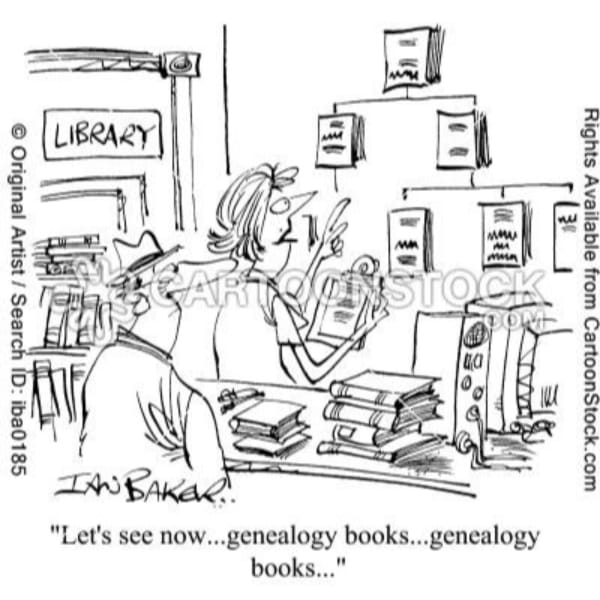 LIBRARY
© Original Artist / Search ID: iba0185
Rights Available from CartoonStock.com
CARTOONSTOCK
.COM
IAN BAKER..
"Let's see now...genealogy books...genealogy
books..."